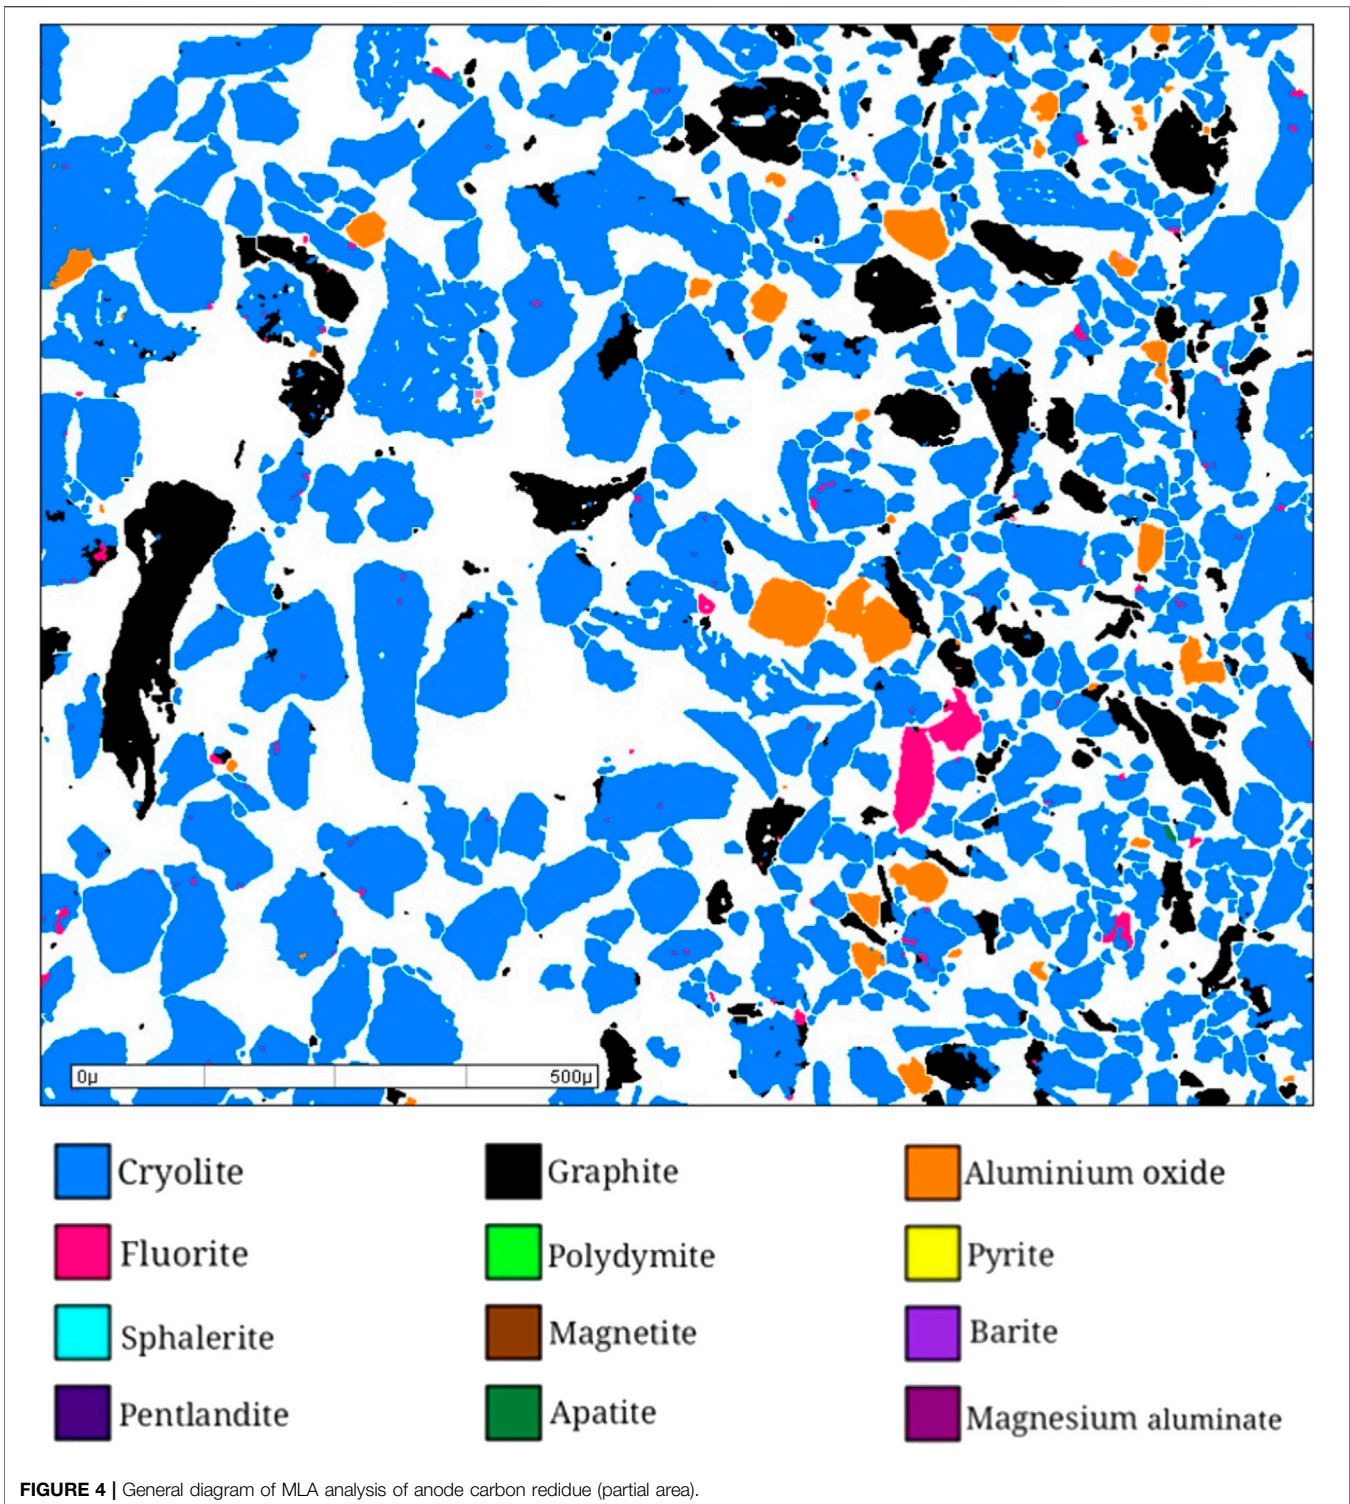 0μ 500μ
Cryolite Graphite Aluminium oxide
Fluorite Polydymite Pyrite
Sphalerite Magnetite Barite
Pentlandite Apatite Magnesium aluminate
FIGURE 4 | General diagram of MLA analysis of anode carbon redidue (partial area).